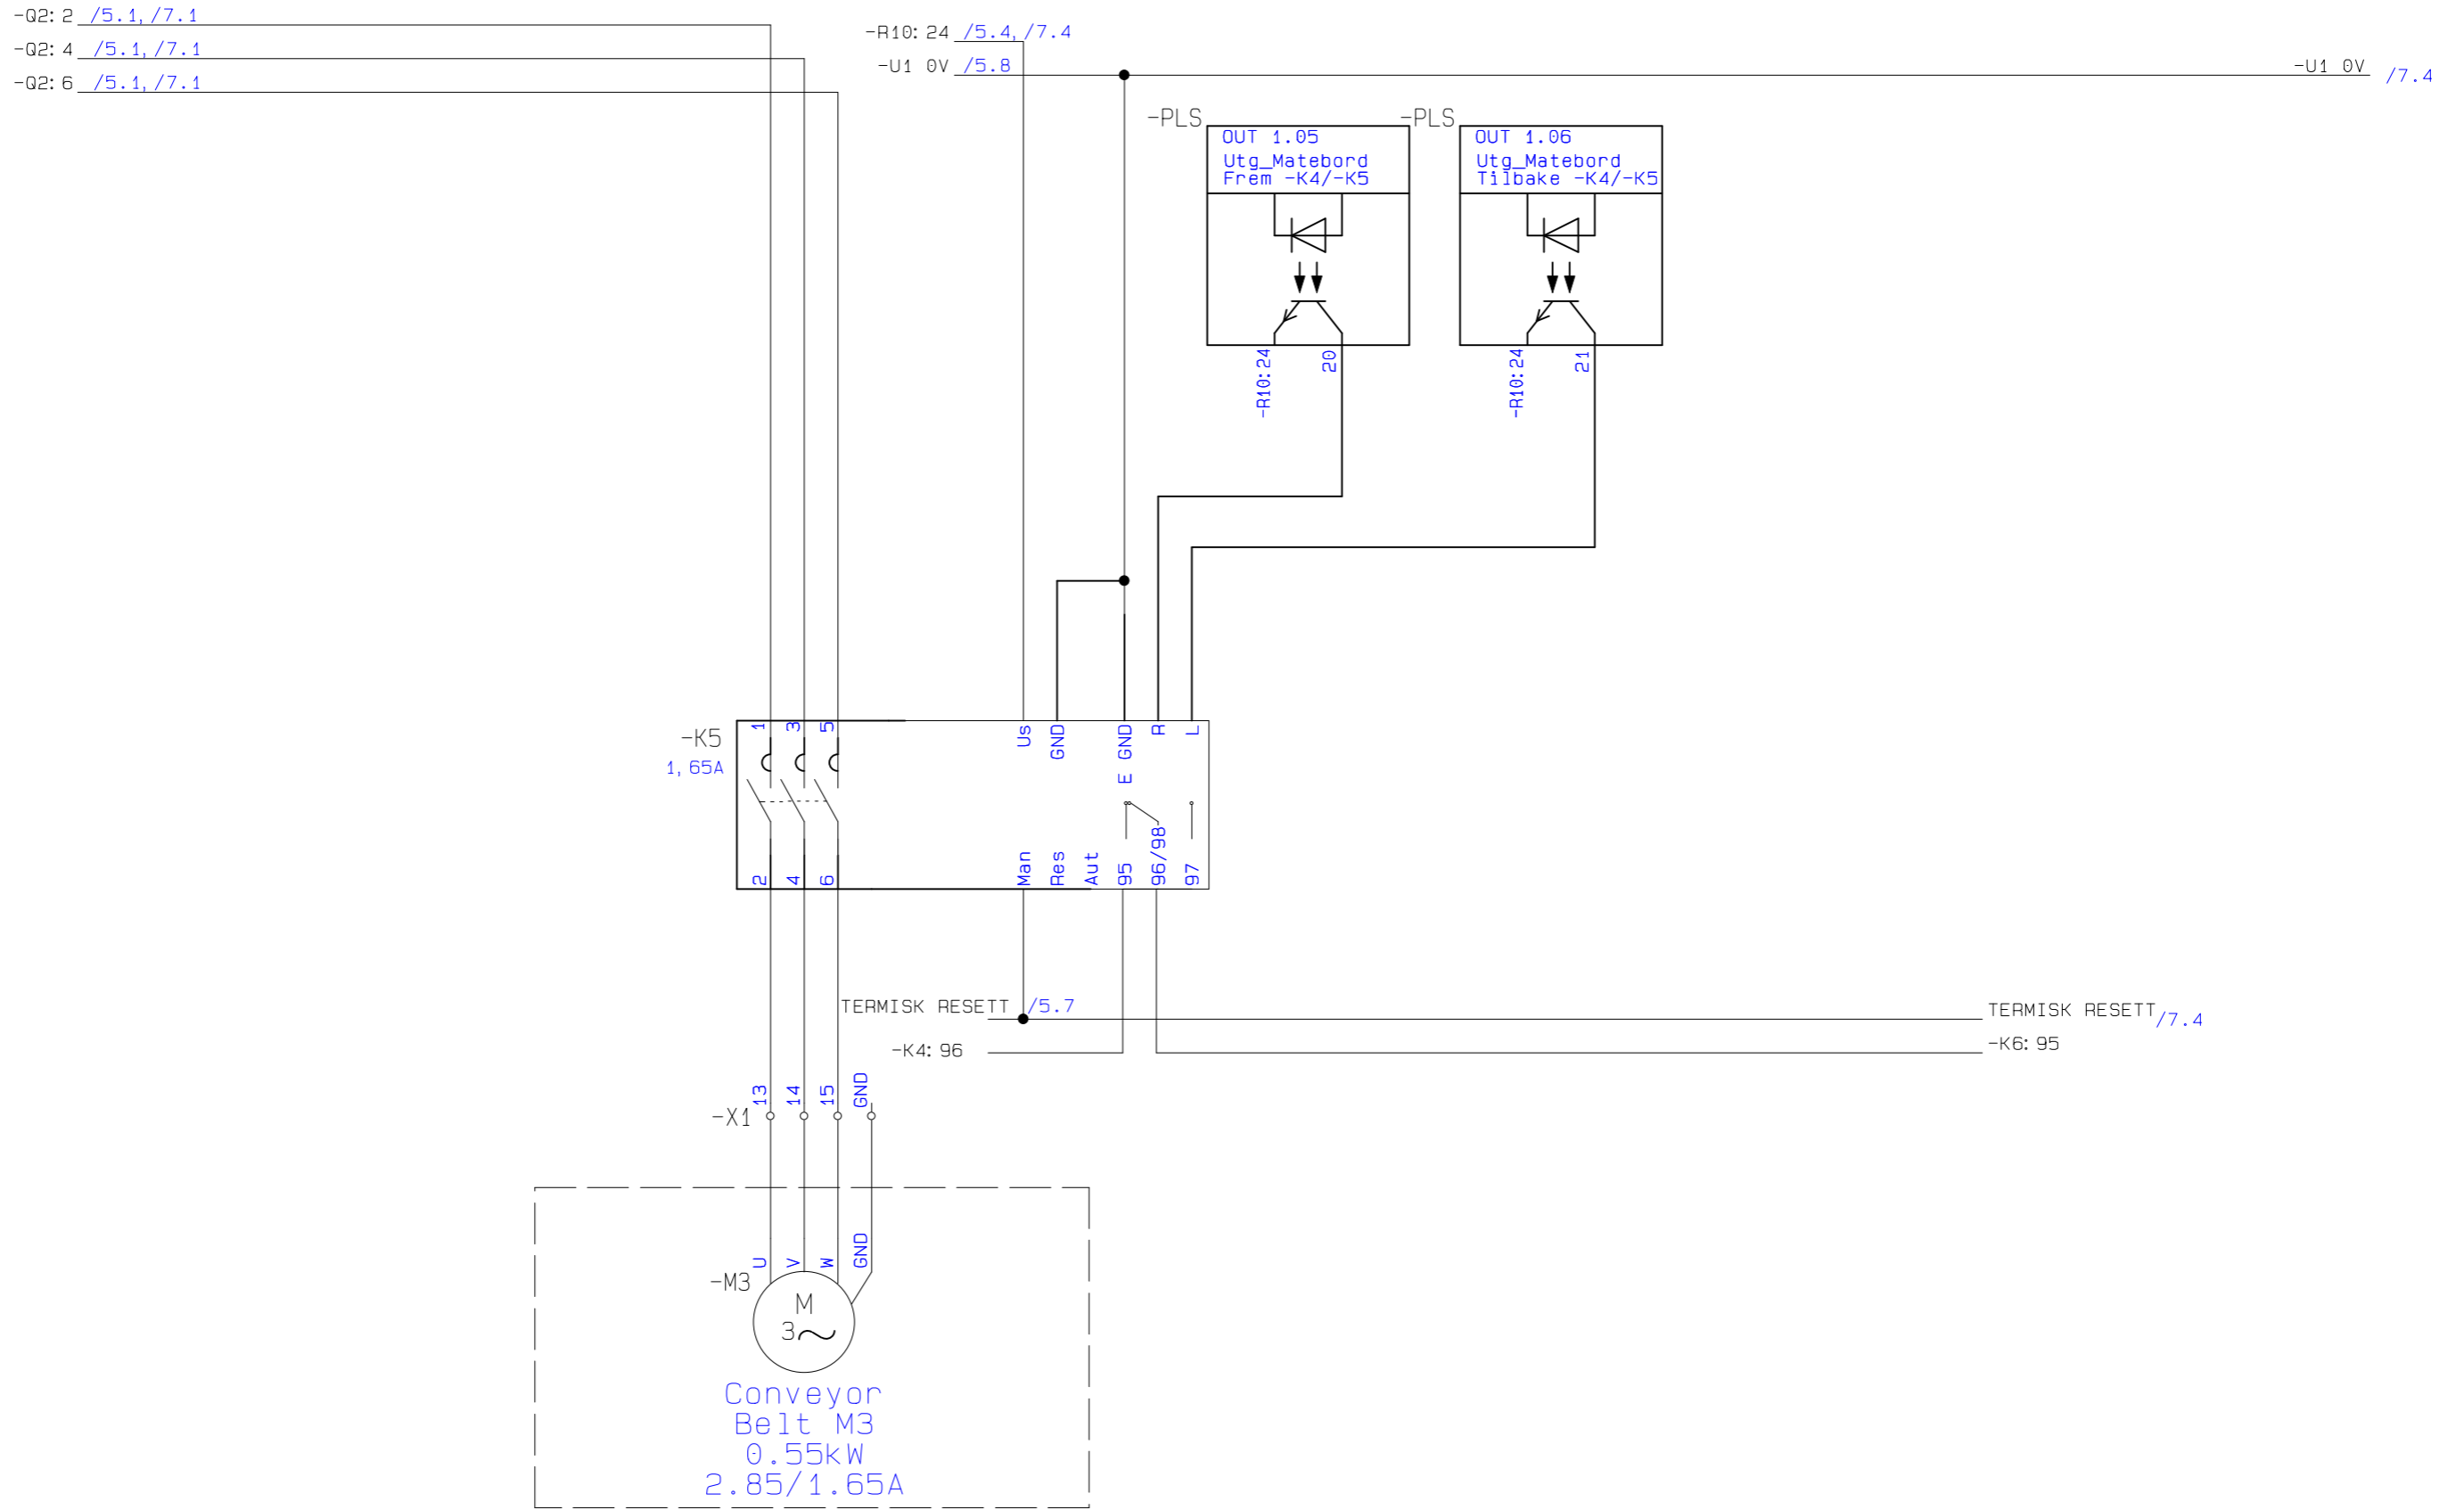 -Q2:2 /5.1,/7.1
-Q2:4 /5.1,/7.1
-Q2:6 /5.1,/7.1
-R10:24 /5.4,/7.4
-U1 0V /5.8
-U1 0V /7.4
-PLS
OUT 1.05
Utg_Matebord
Frem -K4/-K5
-R10:24
20
-PLS
OUT 1.06
Utg_Matebord
Tilbake -K4/-K5
-R10:24
21
-K5
1,65A
1 3 5
Us
GND
E GND
R
L
2 4 6
Man
Res
Aut
95
96/98
97
TERMISK RESETT /5.7
TERMISK RESETT /7.4
-K4:96
-K6:95
-X1
13 14 15 GND
-M3
U V W GND
M
3~
Conveyor
Belt M3
0.55kW
2.85/1.65A